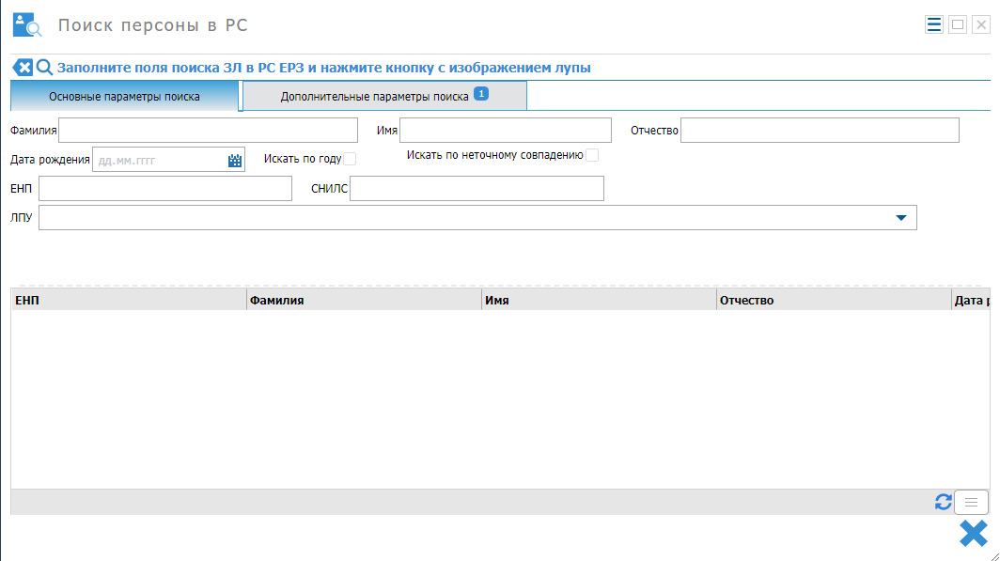 Поиск персоны в РС
Заполните поля поиска ЗЛ в РС ЕРЗ и нажмите кнопку с изображением лупы
Основные параметры поиска Дополнительные параметры поиска 1
Фамилия Имя Отчество
Дата рождения дд.мм.гггг Искать по году Искать по неточному совпадению
ЕНП СНИЛС
ЛПУ
ЕНП Фамилия Имя Отчество Дата р